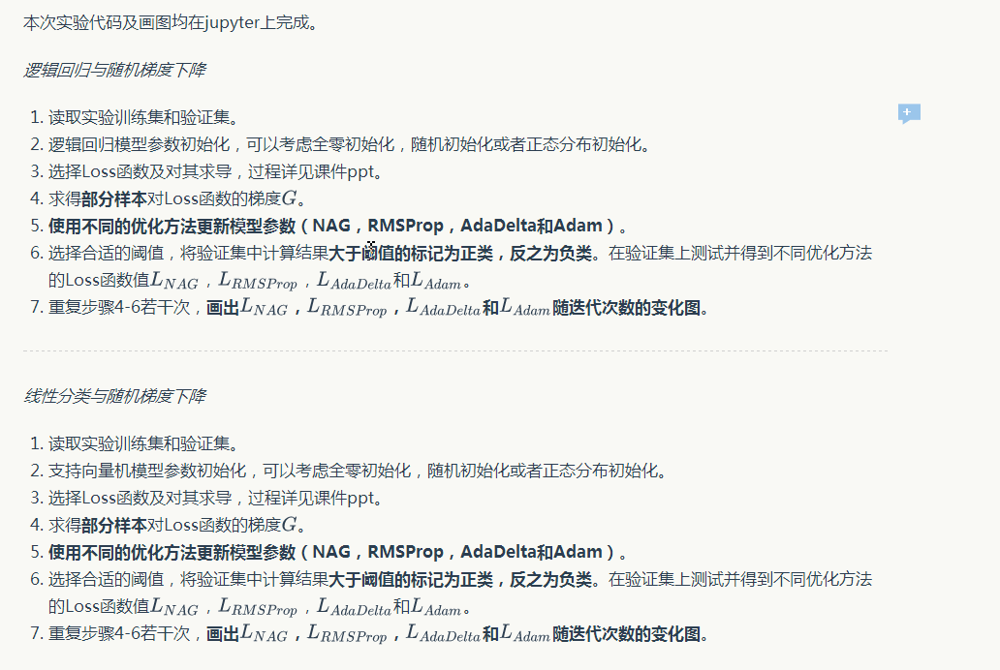 本次实验代码及画图均在jupyter上完成。
逻辑回归与随机梯度下降
1. 读取实验训练集和验证集。
2. 逻辑回归模型参数初始化，可以考虑全零初始化，随机初始化或者正态分布初始化。
3. 选择Loss函数及对其求导，过程详见课件ppt。
4. 求得部分样本对Loss函数的梯度G。
5. 使用不同的优化方法更新模型参数（NAG，RMSProp，AdaDelta和Adam）。
6. 选择合适的阈值，将验证集中计算结果大于阈值的标记为正类，反之为负类。在验证集上测试并得到不同优化方法
的Loss函数值L_{NAG}，L_{RMSProp}，L_{AdaDelta}和L_{Adam}。
7. 重复步骤4-6若干次，画出L_{NAG}，L_{RMSProp}，L_{AdaDelta}和L_{Adam}随迭代次数的变化图。
线性分类与随机梯度下降
1. 读取实验训练集和验证集。
2. 支持向量机模型参数初始化，可以考虑全零初始化，随机初始化或者正态分布初始化。
3. 选择Loss函数及对其求导，过程详见课件ppt。
4. 求得部分样本对Loss函数的梯度G。
5. 使用不同的优化方法更新模型参数（NAG，RMSProp，AdaDelta和Adam）。
6. 选择合适的阈值，将验证集中计算结果大于阈值的标记为正类，反之为负类。在验证集上测试并得到不同优化方法
的Loss函数值L_{NAG}，L_{RMSProp}，L_{AdaDelta}和L_{Adam}。
7. 重复步骤4-6若干次，画出L_{NAG}，L_{RMSProp}，L_{AdaDelta}和L_{Adam}随迭代次数的变化图。